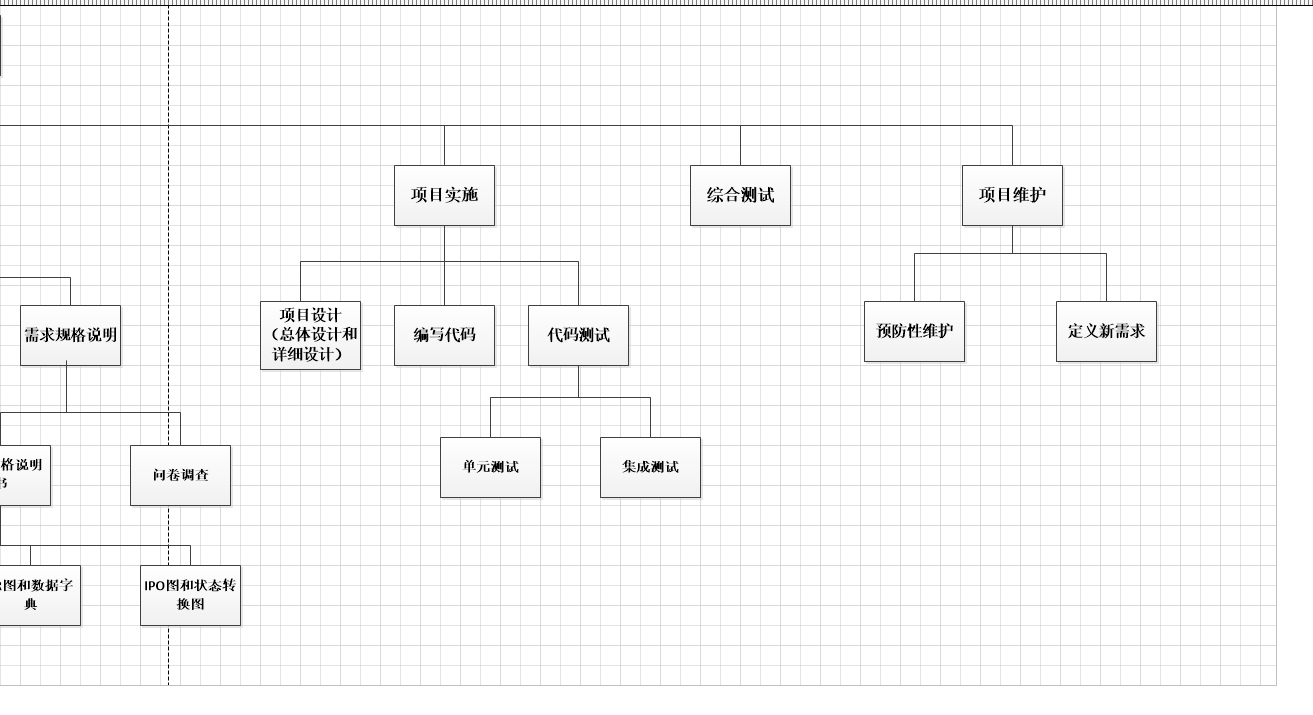 项目实施
综合测试
项目维护
需求规格说明
项目设计
（总体设计和
详细设计）
编写代码
代码测试
预防性维护
定义新需求
格说明
书
问卷调查
单元测试
集成测试
图和数据字
典
IPO图和状态转
换图